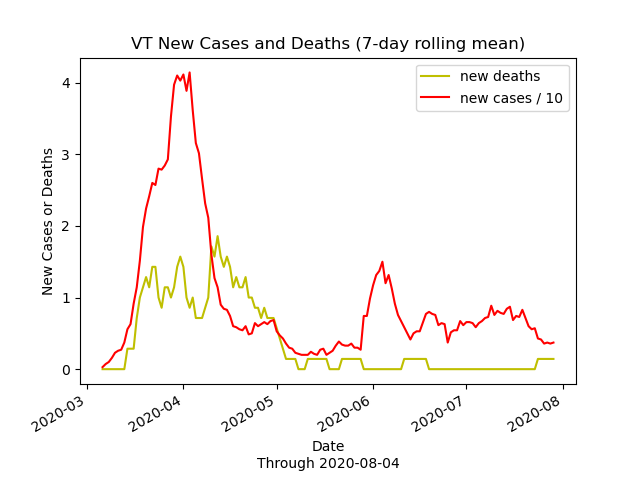 VT New Cases and Deaths (7-day rolling mean)
new deaths
new cases / 10
New Cases or Deaths
4
3
2
1
0
2020-03
2020-04
2020-05
2020-06
2020-07
2020-08
Date
Through 2020-08-04